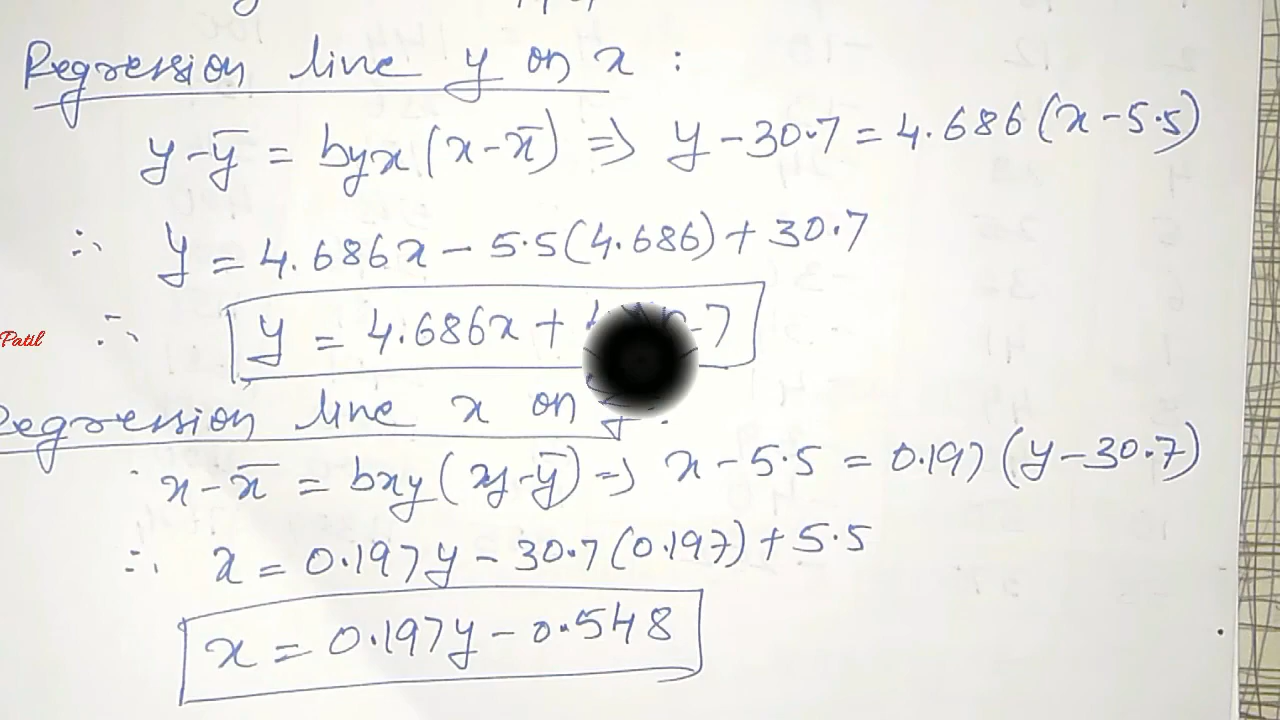 Regression line y on x :
y - ȳ = byx (x - x̄) ⇒ y - 30.7 = 4.686 (x - 5.5)
∴ y = 4.686x - 5.5(4.686) + 30.7
Patil ∴ y = 4.686x +
Regression line x on
x - x̄ = bxy (xy - ȳ) ⇒ x - 5.5 = 0.197 (y - 30.7)
∴ x = 0.197y - 30.7(0.197) + 5.5
x = 0.197y - 0.548